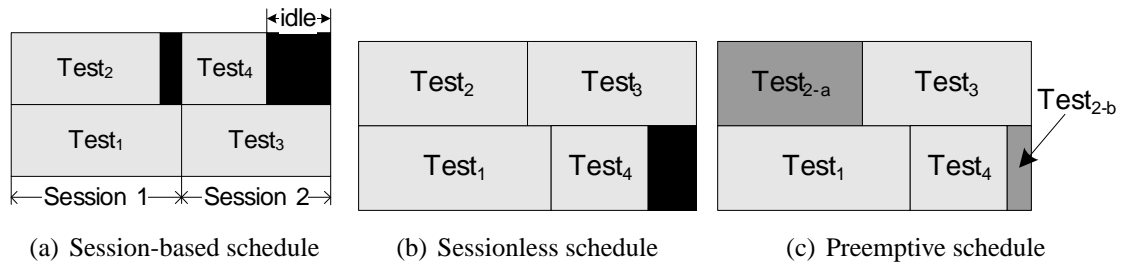 idle
Test2 Test4
Test1 Test3
Session 1 Session 2
(a) Session-based schedule
Test2 Test3
Test1 Test4
(b) Sessionless schedule
Test2-a Test3
Test2-b
Test1 Test4
(c) Preemptive schedule